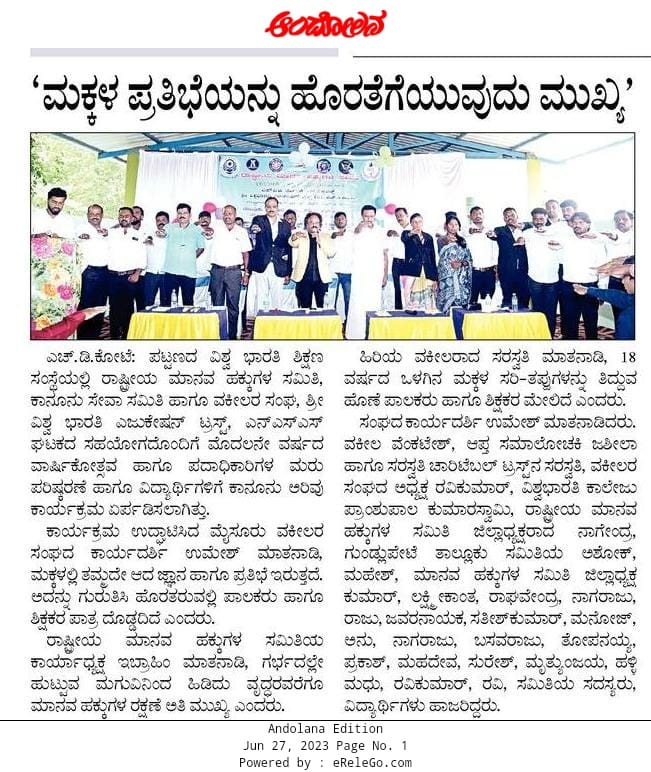 ಆಂದೋಲನ
‘ಮಕ್ಕಳ ಪ್ರತಿಭೆಯನ್ನು ಹೊರತೆಗೆಯುವುದು ಮುಖ್ಯ’
ಎಚ್.ಡಿ.ಕೋಟೆ: ಪಟ್ಟಣದ ವಿಶ್ವ ಭಾರತಿ ಶಿಕ್ಷಣ
ಸಂಸ್ಥೆಯಲ್ಲಿ ರಾಷ್ಟ್ರೀಯ ಮಾನವ ಹಕ್ಕುಗಳ ಸಮಿತಿ,
ಕಾನೂನು ಸೇವಾ ಸಮಿತಿ ಹಾಗೂ ವಕೀಲರ ಸಂಘ, ಶ್ರೀ
ವಿಶ್ವ ಭಾರತಿ ಎಜುಕೇಷನ್ ಟ್ರಸ್ಟ್, ಎನ್‌ಎಸ್‌ಎಸ್
ಘಟಕದ ಸಹಯೋಗದೊಂದಿಗೆ ಮೊದಲನೇ ವರ್ಷದ
ವಾರ್ಷಿಕೋತ್ಸವ ಹಾಗೂ ಪದಾಧಿಕಾರಿಗಳ ಮರು
ಪರಿಷ್ಕರಣೆ ಹಾಗೂ ವಿದ್ಯಾರ್ಥಿಗಳಿಗೆ ಕಾನೂನು ಅರಿವು
ಕಾರ್ಯಕ್ರಮ ಏರ್ಪಡಿಸಲಾಗಿತ್ತು.
ಕಾರ್ಯಕ್ರಮ ಉದ್ಘಾಟಿಸಿದ ಮೈಸೂರು ವಕೀಲರ
ಸಂಘದ ಕಾರ್ಯದರ್ಶಿ ಉಮೇಶ್ ಮಾತನಾಡಿ,
ಮಕ್ಕಳಲ್ಲಿ ತಮ್ಮದೇ ಆದ ಜ್ಞಾನ ಹಾಗೂ ಪ್ರತಿಭೆ ಇರುತ್ತದೆ.
ಅದನ್ನು ಗುರುತಿಸಿ ಹೊರತರುವಲ್ಲಿ ಪಾಲಕರು ಹಾಗೂ
ಶಿಕ್ಷಕರ ಪಾತ್ರ ದೊಡ್ಡದಿದೆ ಎಂದರು.
ರಾಷ್ಟ್ರೀಯ ಮಾನವ ಹಕ್ಕುಗಳ ಸಮಿತಿಯ
ಕಾರ್ಯಾಧ್ಯಕ್ಷ ಇಬ್ರಾಹಿಂ ಮಾತನಾಡಿ, ಗರ್ಭದಲ್ಲೇ
ಹುಟ್ಟುವ ಮಗುವಿನಿಂದ ಹಿಡಿದು ವೃದ್ಧರವರೆಗೂ
ಮಾನವ ಹಕ್ಕುಗಳ ರಕ್ಷಣೆ ಅತಿ ಮುಖ್ಯ ಎಂದರು.
ಹಿರಿಯ ವಕೀಲರಾದ ಸರಸ್ವತಿ ಮಾತನಾಡಿ, 18
ವರ್ಷದ ಒಳಗಿನ ಮಕ್ಕಳ ಸರಿ-ತಪ್ಪುಗಳನ್ನು ತಿದ್ದುವ
ಹೊಣೆ ಪಾಲಕರು ಹಾಗೂ ಶಿಕ್ಷಕರ ಮೇಲಿದೆ ಎಂದರು.
ಸಂಘದ ಕಾರ್ಯದರ್ಶಿ ಉಮೇಶ್ ಮಾತನಾಡಿದರು.
ವಕೀಲ ವೆಂಕಟೇಶ್, ಆಪ್ತ ಸಮಾಲೋಚಕಿ ಜಶೀಲಾ
ಹಾಗೂ ಸರಸ್ವತಿ ಚಾರಿಟೆಬಲ್ ಟ್ರಸ್ಟ್‌ನ ಸರಸ್ವತಿ, ವಕೀಲರ
ಸಂಘದ ಅಧ್ಯಕ್ಷ ರವಿಕುಮಾರ್, ವಿಶ್ವಭಾರತಿ ಕಾಲೇಜು
ಪ್ರಾಂಶುಪಾಲ ಕುಮಾರಸ್ವಾಮಿ, ರಾಷ್ಟ್ರೀಯ ಮಾನವ
ಹಕ್ಕುಗಳ ಸಮಿತಿ ಜಿಲ್ಲಾಧ್ಯಕ್ಷರಾದ ನಾಗೇಂದ್ರ,
ಗುಂಡ್ಲುಪೇಟೆ ತಾಲ್ಲೂಕು ಸಮಿತಿಯ ಅಶೋಕ್,
ಮಹೇಶ್, ಮಾನವ ಹಕ್ಕುಗಳ ಸಮಿತಿ ಜಿಲ್ಲಾಧ್ಯಕ್ಷ
ಕುಮಾರ್, ಲಕ್ಷ್ಮೀಕಾಂತ, ರಾಘವೇಂದ್ರ, ನಾಗರಾಜು,
ರಾಜು, ಜವರನಾಯಕ, ಸತೀಶ್‌ಕುಮಾರ್, ಮನೋಜ್,
ಅನು, ನಾಗರಾಜು, ಬಸವರಾಜು, ತೋಪನಯ್ಯ,
ಪ್ರಕಾಶ್, ಮಹದೇವ, ಸುರೇಶ್, ಮೃತ್ಯುಂಜಯ, ಹಳ್ಳಿ
ಮಧು, ರವಿಕುಮಾರ್, ರವಿ, ಸಮಿತಿಯ ಸದಸ್ಯರು,
ವಿದ್ಯಾರ್ಥಿಗಳು ಹಾಜರಿದ್ದರು.
Andolana Edition
Jun 27, 2023 Page No. 1
Powered by : eReleGo.com